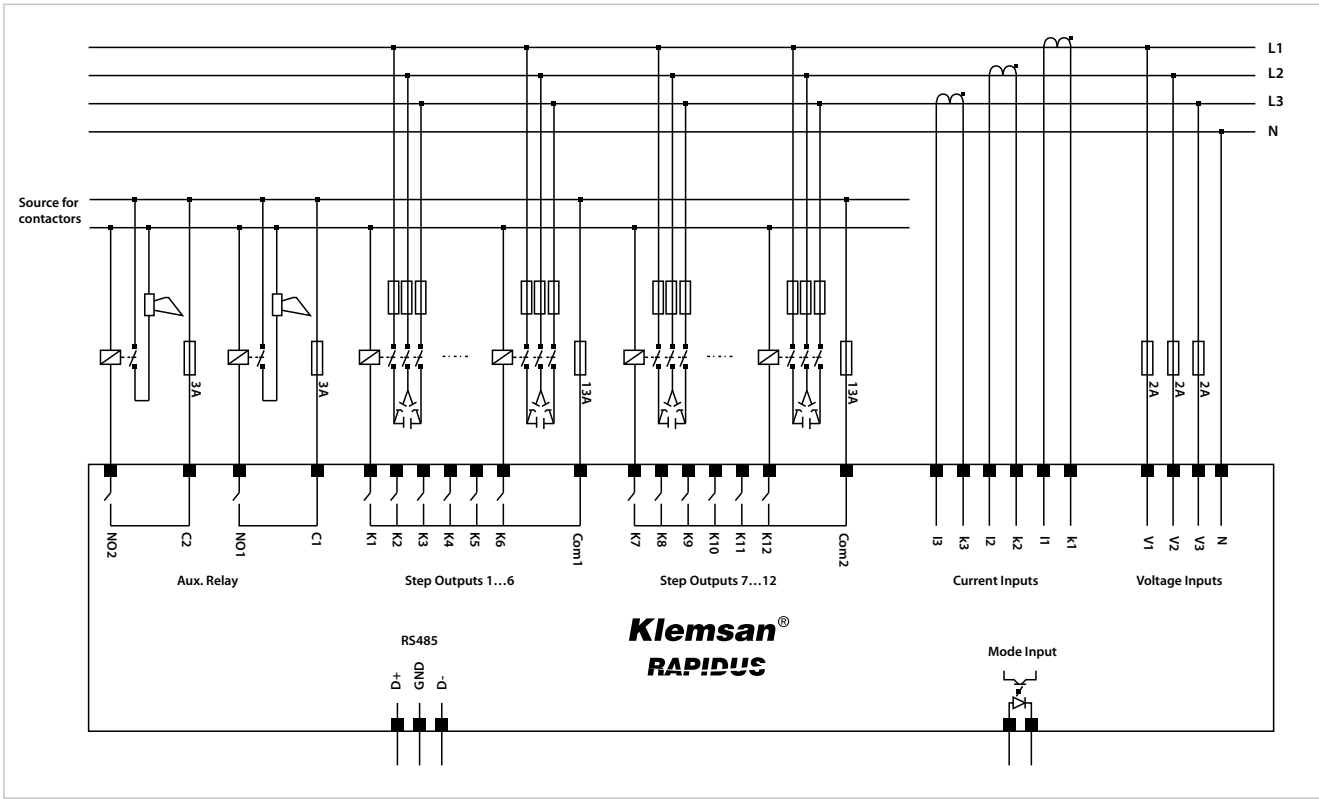 L1
L2
L3
N
Source for
contactors
3A
3A
13A
13A
2A
2A
2A
NO2
C2
NO1
C1
K1
K2
K3
K4
K5
K6
Com1
K7
K8
K9
K10
K11
K12
Com2
l3
k3
l2
k2
l1
k1
V1
V2
V3
N
Aux. Relay
Step Outputs 1...6
Step Outputs 7...12
Current Inputs
Voltage Inputs
Klemsan®
RAPIDUS
RS485
D+
GND
D-
Mode Input